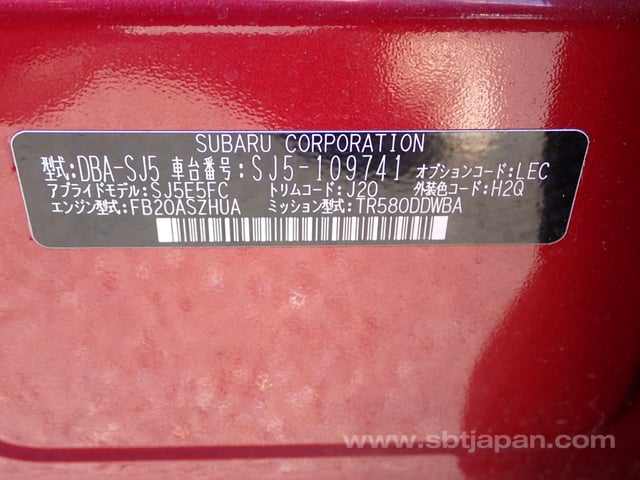 SUBARU CORPORATION
型式:DBA-SJ5 車台番号:SJ5-109741 オプションコード:LEC
アプライドモデル:SJ5E5FC トリムコード:J20 外装色コード:H2Q
エンジン型式:FB20ASZHUA ミッション型式:TR580DDWBA
www.sbtjapan.com